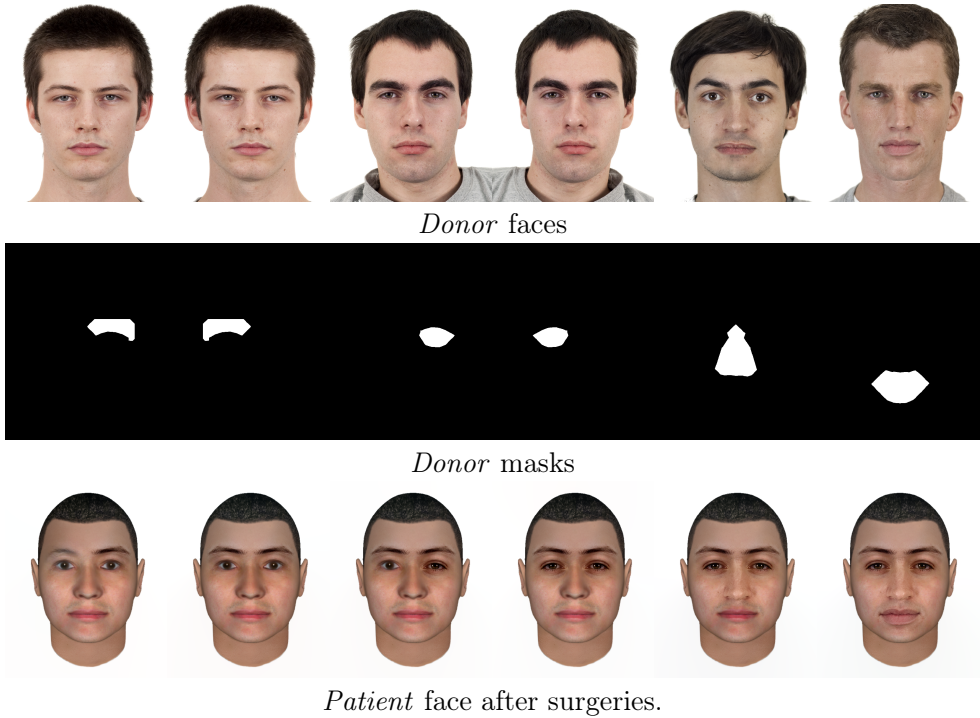 Donor faces
Donor masks
Patient face after surgeries.